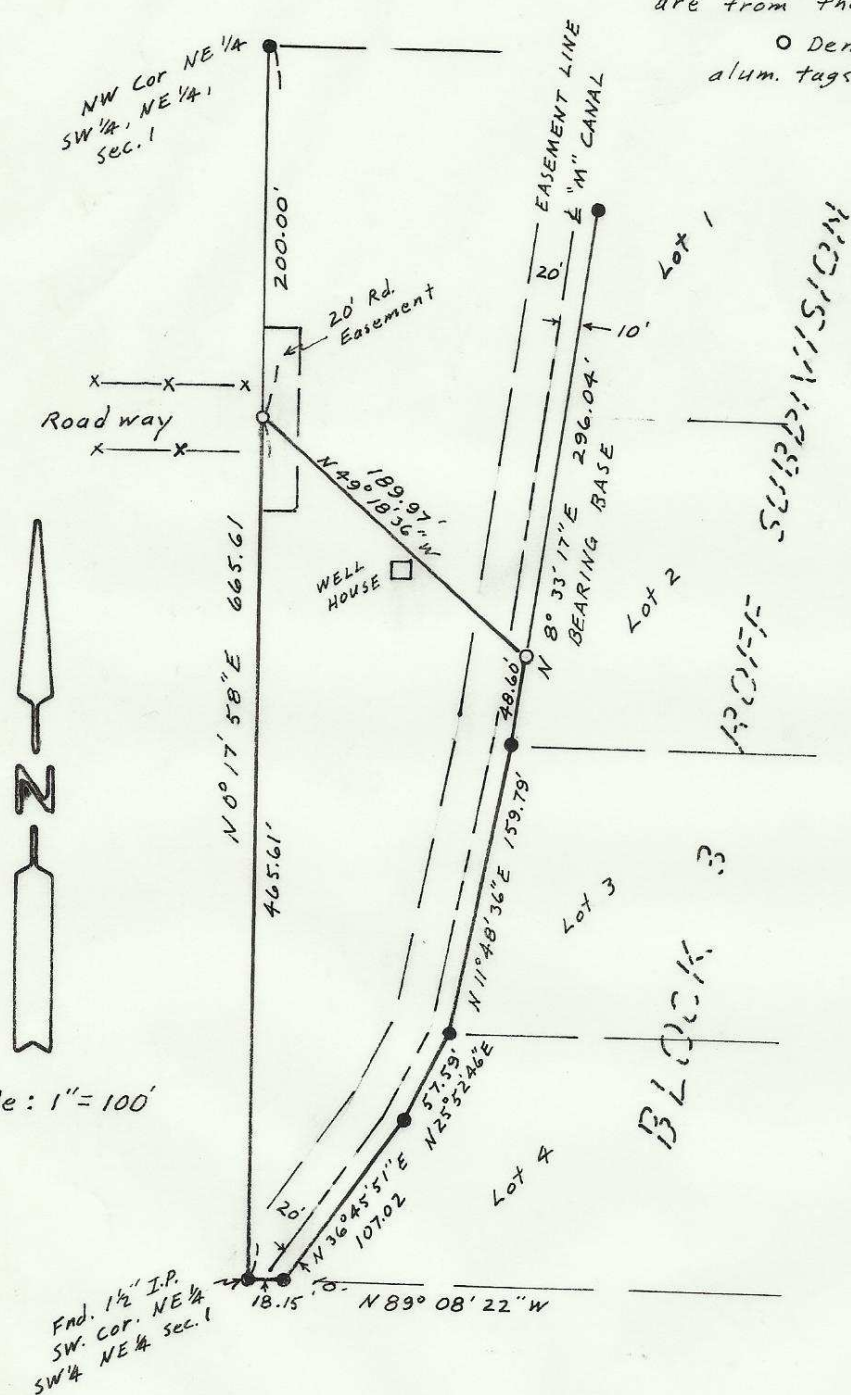 are from the
O Den
alum. tags
NW Cor NE 1/4
SW 1/4, NE 1/4,
sec. 1
EASEMENT LINE
℄ "M" CANAL
200.00'
20'
10'
Lot 1
20' Rd.
Easement
x x x
Roadway
x x
189.97'
N 49° 18' 36" W
296.04'
N 8° 33' 17" E
BEARING BASE
WELL
HOUSE
Lot 2
ROFF SUBDIVISION
N 0° 17' 58" E 665.61
48.60'
N
465.61'
N 11° 48' 36" E 159.79'
Lot 3
BLOCK 3
e: 1" = 100'
57.59'
N 25° 52' 46" E
Lot 4
20'
N 36° 45' 51" E
107.02
Fnd. 1½" I.P.
SW. Cor. NE 1/4
SW 1/4 NE 1/4 sec. 1
18.15'
N 89° 08' 22" W